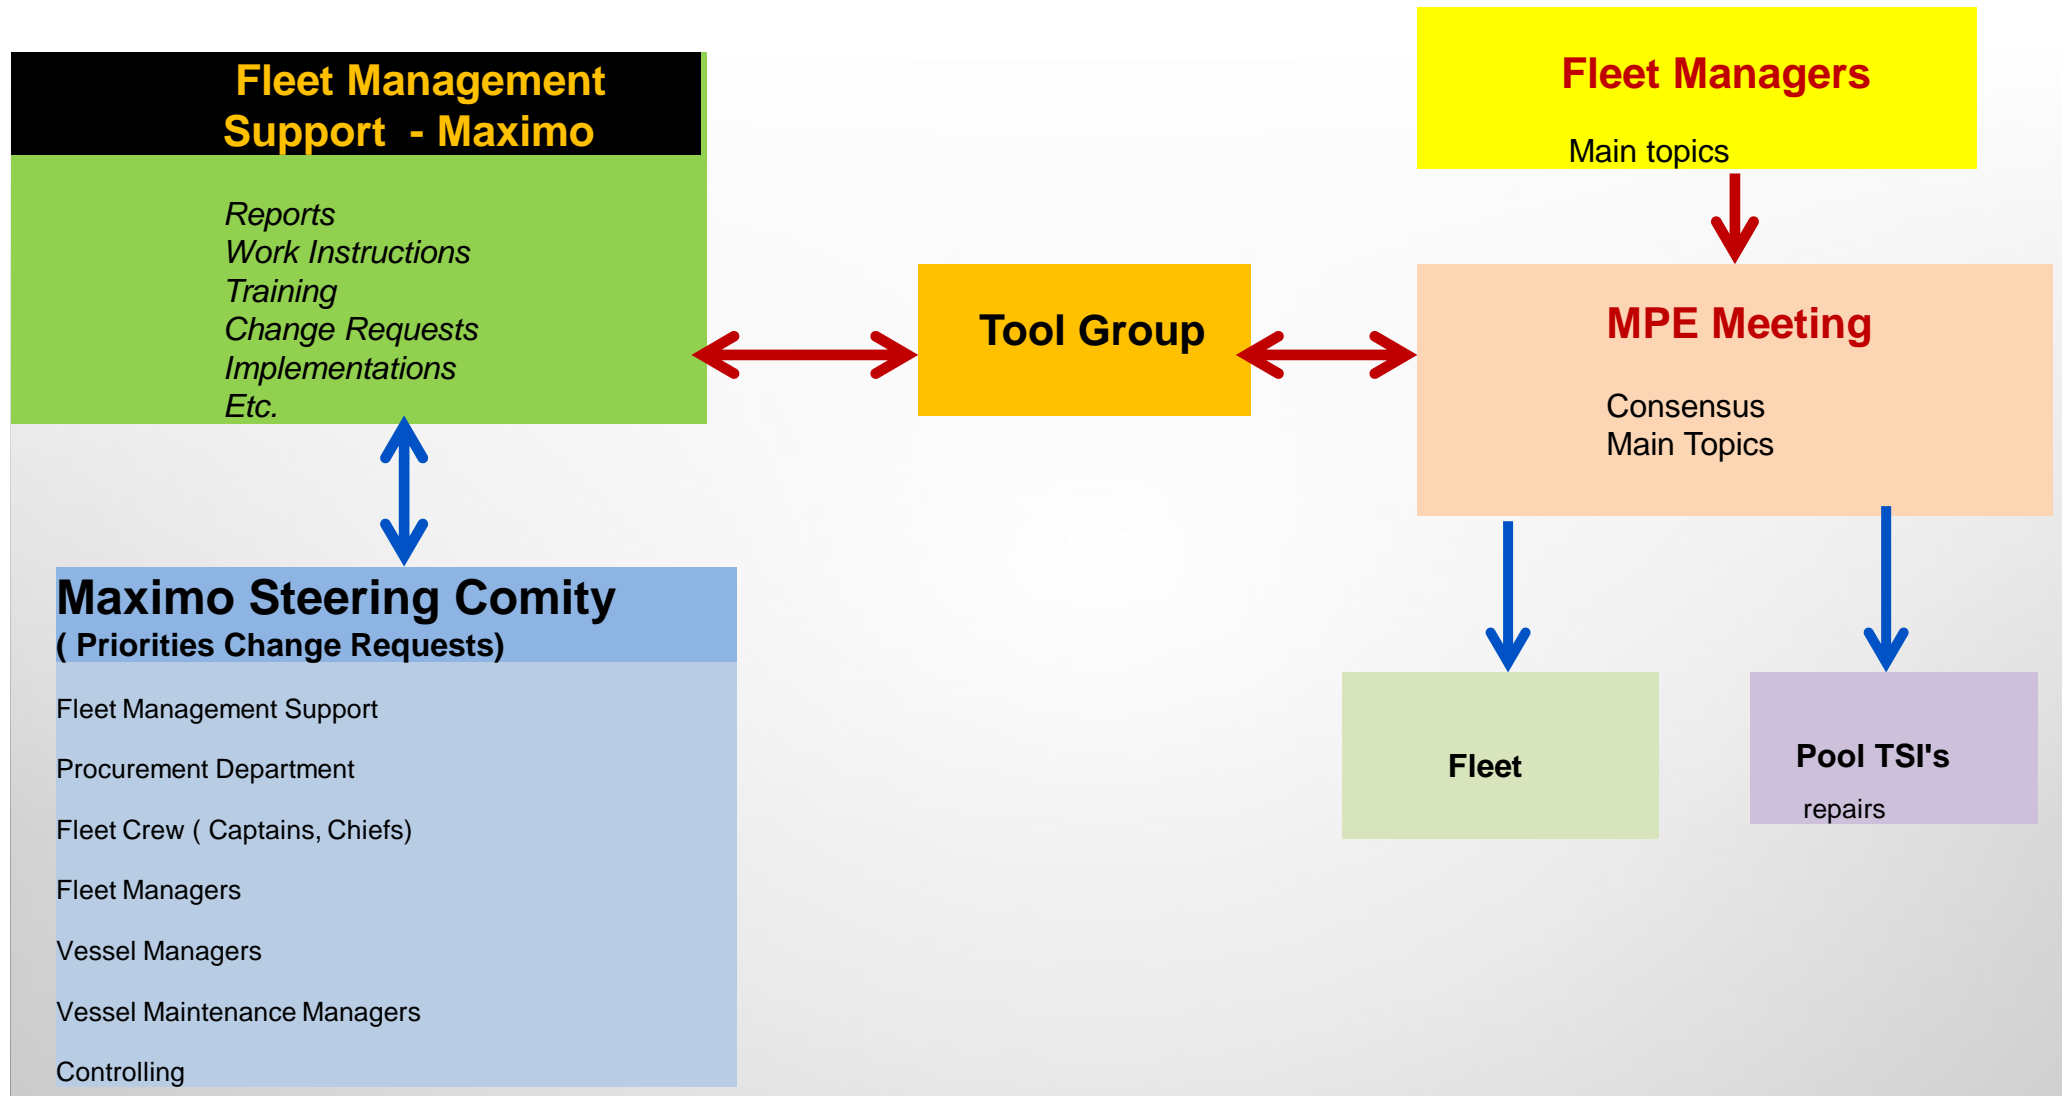 Fleet Management
Support - Maximo
Reports
Work Instructions
Training
Change Requests
Implementations
Etc.
Maximo Steering Comity
( Priorities Change Requests)
Fleet Management Support
Procurement Department
Fleet Crew ( Captains, Chiefs)
Fleet Managers
Vessel Managers
Vessel Maintenance Managers
Controlling
Tool Group
Fleet Managers
Main topics
MPE Meeting
Consensus
Main Topics
Fleet
Pool TSI's
repairs